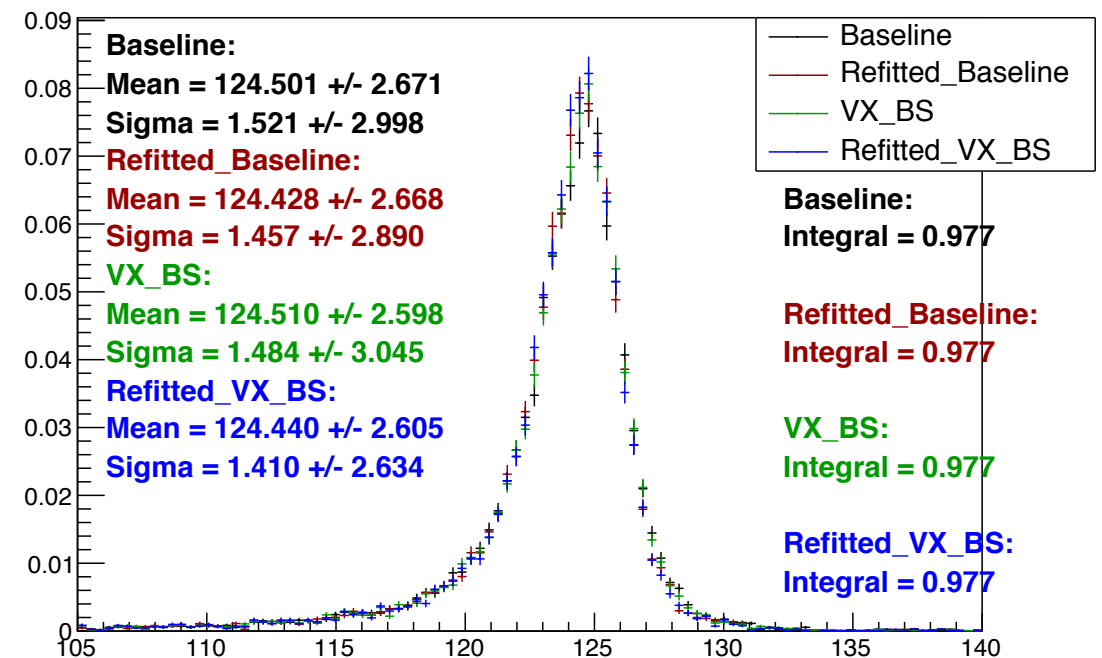 0.09
0.08
0.07
0.06
0.05
0.04
0.03
0.02
0.01
0
Baseline:
Mean = 124.501 +/- 2.671
Sigma = 1.521 +/- 2.998
Refitted_Baseline:
Mean = 124.428 +/- 2.668
Sigma = 1.457 +/- 2.890
VX_BS:
Mean = 124.510 +/- 2.598
Sigma = 1.484 +/- 3.045
Refitted_VX_BS:
Mean = 124.440 +/- 2.605
Sigma = 1.410 +/- 2.634
Baseline
Refitted_Baseline
VX_BS
Refitted_VX_BS
Baseline:
Integral = 0.977
Refitted_Baseline:
Integral = 0.977
VX_BS:
Integral = 0.977
Refitted_VX_BS:
Integral = 0.977
105 110 115 120 125 130 135 140